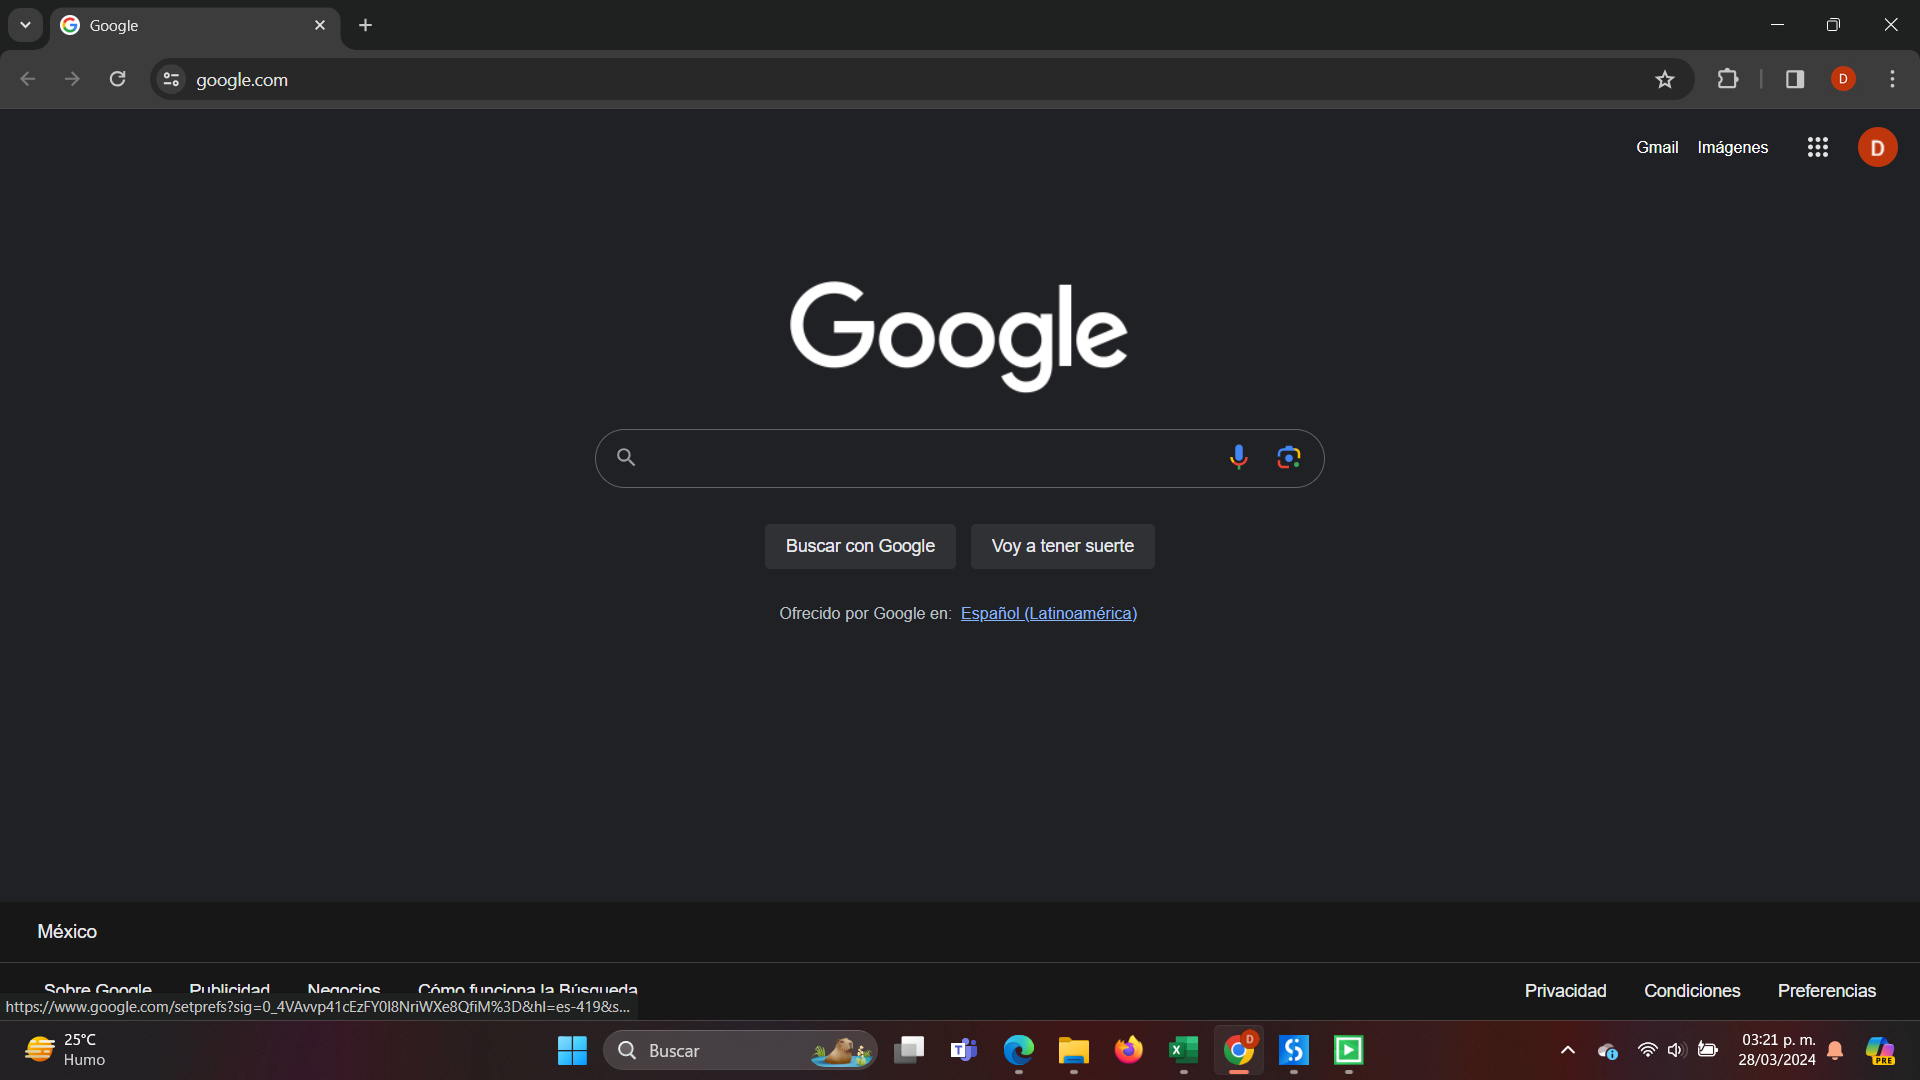 Google
google.com
D
Gmail
Imágenes
D
Google
Buscar con Google
Voy a tener suerte
Ofrecido por Google en: Español (Latinoamérica)
México
Sobre Google
Publicidad
Negocios
Cómo funciona la Búsqueda
Privacidad
Condiciones
Preferencias
https://www.google.com/setprefs?sig=0_4VAvvp41cEzFY0I8NriWXe8QfiM%3D&hl=es-419&s...
25°C
Humo
Buscar
D
03:21 p. m.
28/03/2024
PRE